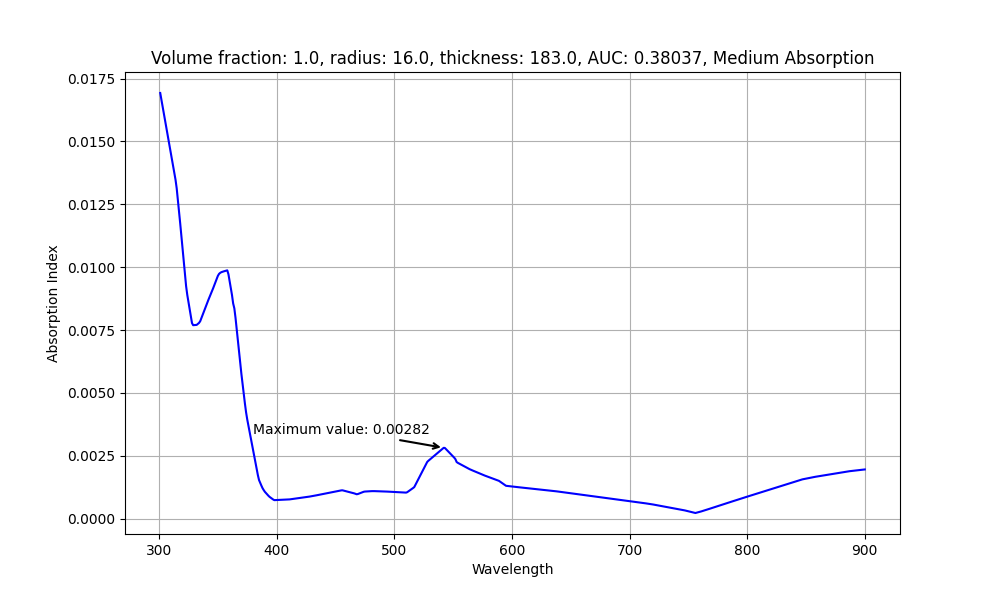 Volume fraction: 1.0, radius: 16.0, thickness: 183.0, AUC: 0.38037, Medium Absorption
0.0175
0.0150
0.0125
0.0100
0.0075
0.0050
0.0025
0.0000
Absorption Index
Maximum value: 0.00282
300 400 500 600 700 800 900
Wavelength